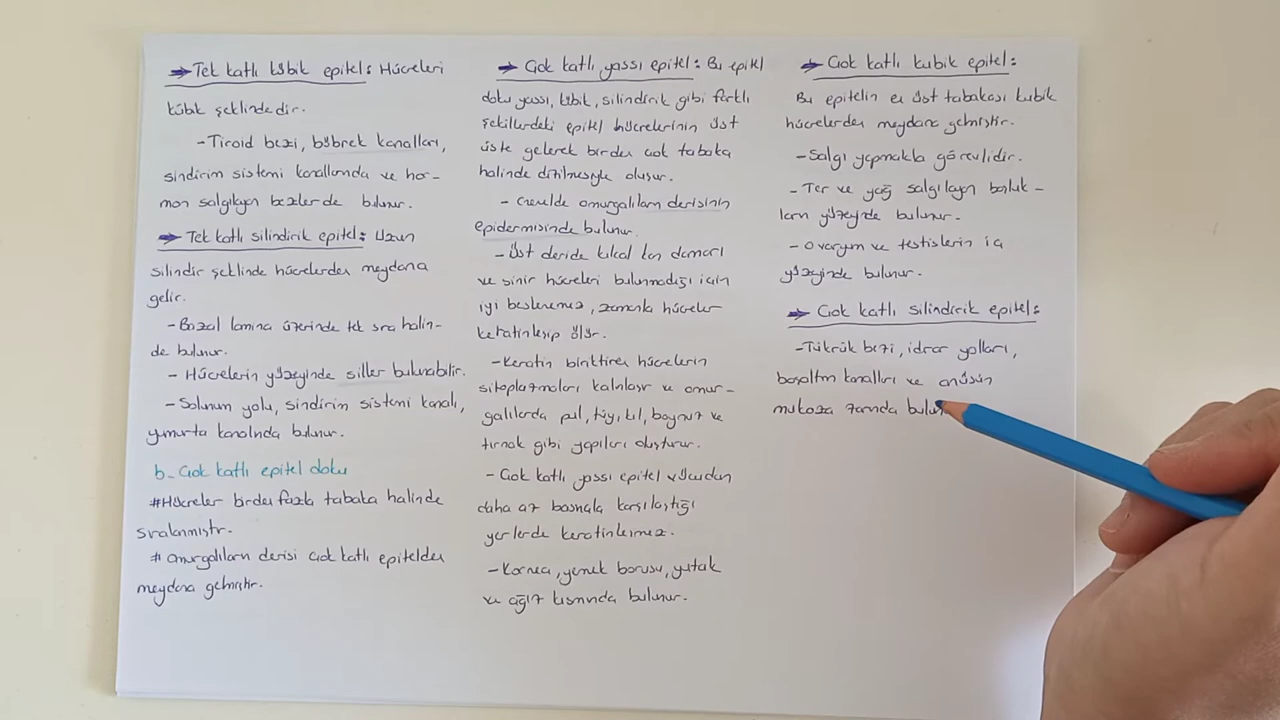 → Tek katlı kübik epitel: Hücreleri
kübik şeklindedir.
- Tiroid bezi, böbrek kanalları,
sindirim sistemi kanallarında ve hor-
mon salgılayan bezlerde bulunur.
→ Tek katlı silindirik epitel: Uzun
silindir şeklinde hücrelerden meydana
gelir.
- Bazal lamina üzerinde tek sıra halin-
de bulunur.
- Hücrelerin yüzeyinde siller bulunabilir.
- Solunum yolu, sindirim sistemi kanalı,
yumurta kanalında bulunur.
b- Çok katlı epitel doku
#Hücreler birden fazla tabaka halinde
sıralanmıştır.
# Omurgalıların derisi çok katlı epitelden
meydana gelmiştir.
→ Çok katlı yassı epitel: Bu epitel
doku yassı, kübik, silindirik gibi farklı
şekillerdeki epitel hücrelerinin üst
üste gelerek birden çok tabaka
halinde dizilmesiyle oluşur.
- Genelde omurgalıların derisinin
epidermisinde bulunur.
- Üst deride kılcal kan damarı
ve sinir hücreleri bulunmadığı için
iyi beslenemez, zamanla hücreler
keratinleşip ölür.
- Keratin biriktiren hücrelerin
sitoplazmaları kalınlaşır ve omur-
galılarda pul, tüy, kıl, boynuz ve
tırnak gibi yapıları oluşturur.
- Çok katlı yassı epitel vücudun
daha az basınçla karşılaştığı
yerlerde keratinleşmez.
- Kornea, yemek borusu, yutak
ve ağız kısmında bulunur.
→ Çok katlı kübik epitel:
Bu epitelin en üst tabakası kübik
hücrelerden meydana gelmiştir.
- Salgı yapmakla görevlidir.
- Ter ve yağ salgılayan boşluk-
ların yüzeyinde bulunur.
- Ovaryum ve testislerin iç
yüzeyinde bulunur.
→ Çok katlı silindirik epitel:
- Tükrük bezi, idrar yolları,
boşaltım kanalları ve anüsün
mukoza zarında